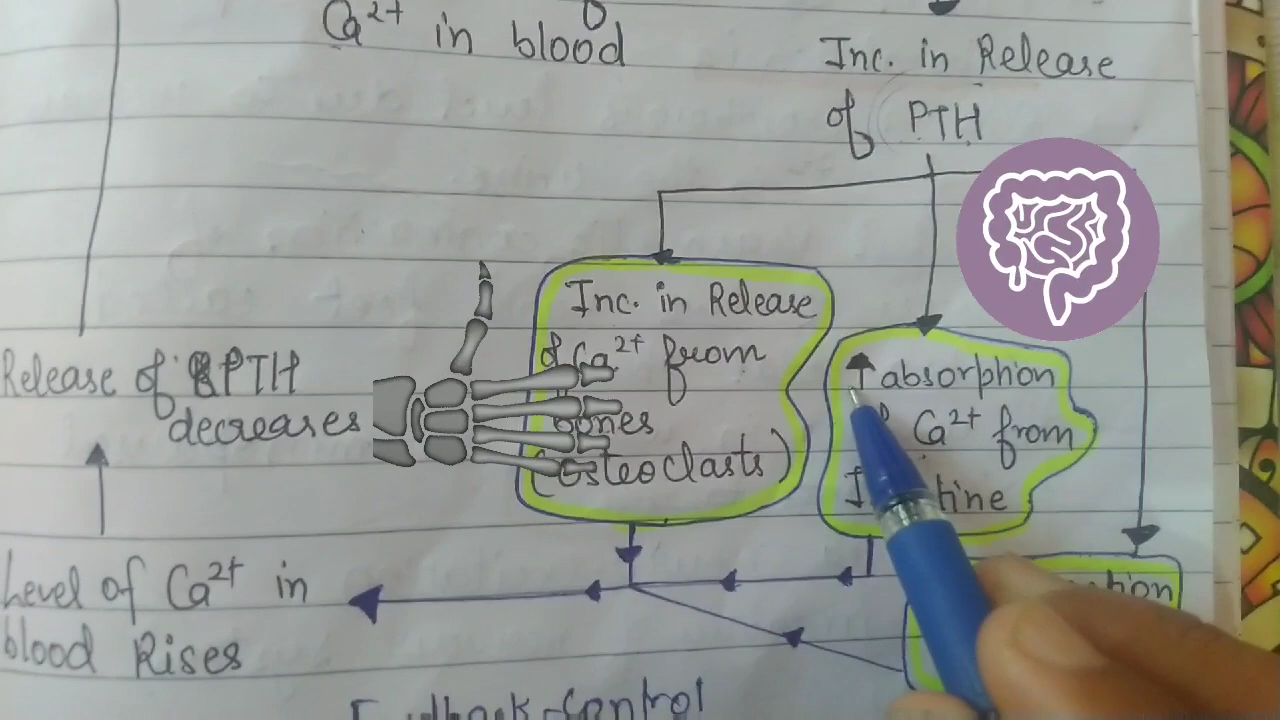 Ca²⁺ in blood
Inc. in Release
of PTH
Inc. in Release
of Ca²⁺ from
bones
(osteoclasts)
↑ absorption
Ca²⁺ from
Release of PTH
decreases
Level of Ca²⁺ in
blood Rises